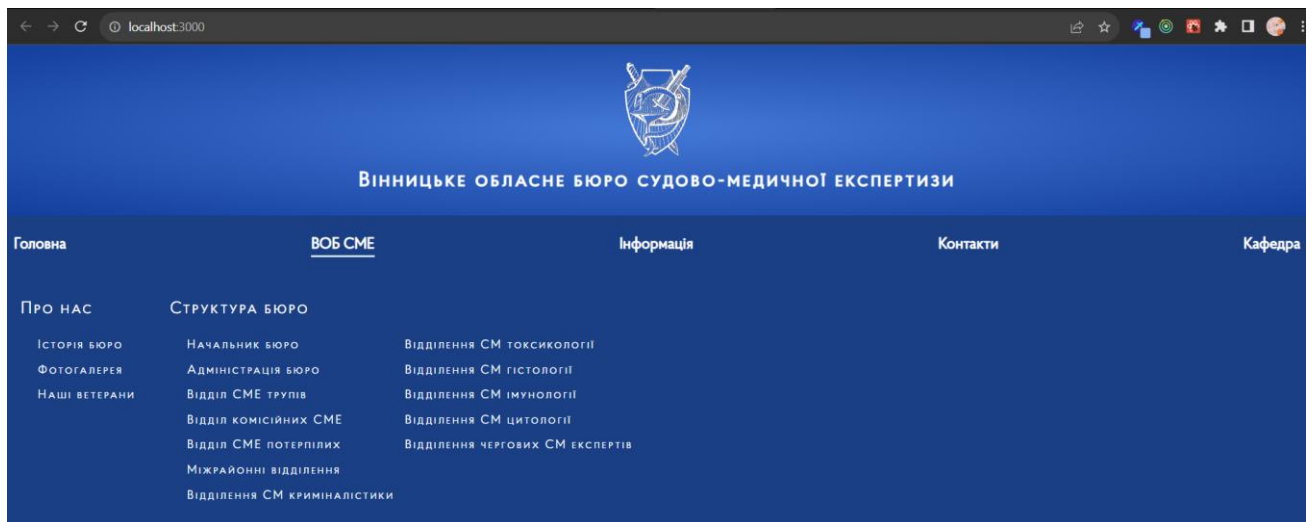 localhost:3000
Вінницьке обласне бюро судово-медичної експертизи
Головна ВОБ СМЕ Інформація Контакти Кафедра
Про нас Структура бюро
Історія бюро Начальник бюро Відділення СМ токсикології
Фотогалерея Адміністрація бюро Відділення СМ гістології
Наші ветерани Відділ СМЕ трупів Відділення СМ імунології
Відділ комісійних СМЕ Відділення СМ цитології
Відділ СМЕ потерпілих Відділення чергових СМ експертів
Міжрайонні відділення
Відділення СМ криміналістики